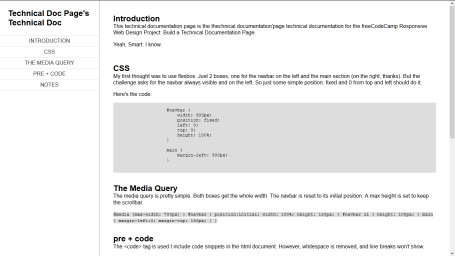 Technical Doc Page's
Technical Doc
INTRODUCTION
CSS
THE MEDIA QUERY
PRE + CODE
NOTES
Introduction
This technical documentation page is the thechnical documentation'page technical documentation for the freeCodeCamp Responsive
Web Design Project: Build a Technical Documentation Page.
Yeah, Smart, I know.
CSS
My first thought was to use flexbox. Just 2 boxes, one for the navbar on the left and the main section (on the right, thanks). But the
challenge asks for the navbar always visible and on the left. So just some simple position: fixed and 0 from top and left should do it.
Here's the code:
#navbar {
width: 300px;
position: fixed;
left: 0;
top: 0;
height: 100%;
}
main {
margin-left: 300px;
}
The Media Query
The media query is pretty simple. Both boxes get the whole width. The navbar is reset to its initial position. A max height is set to keep
the scrollbar.
@media (max-width: 700px) { #navbar { position:initial; width: 100%; height: 150px; } #navbar ul { height: 100px; } main
{ margin-left:0; margin-top: 150px; } }
pre + code
The <code> tag is used t include code snippets in the html document. However, whitespace is removed, and line breaks won't show.